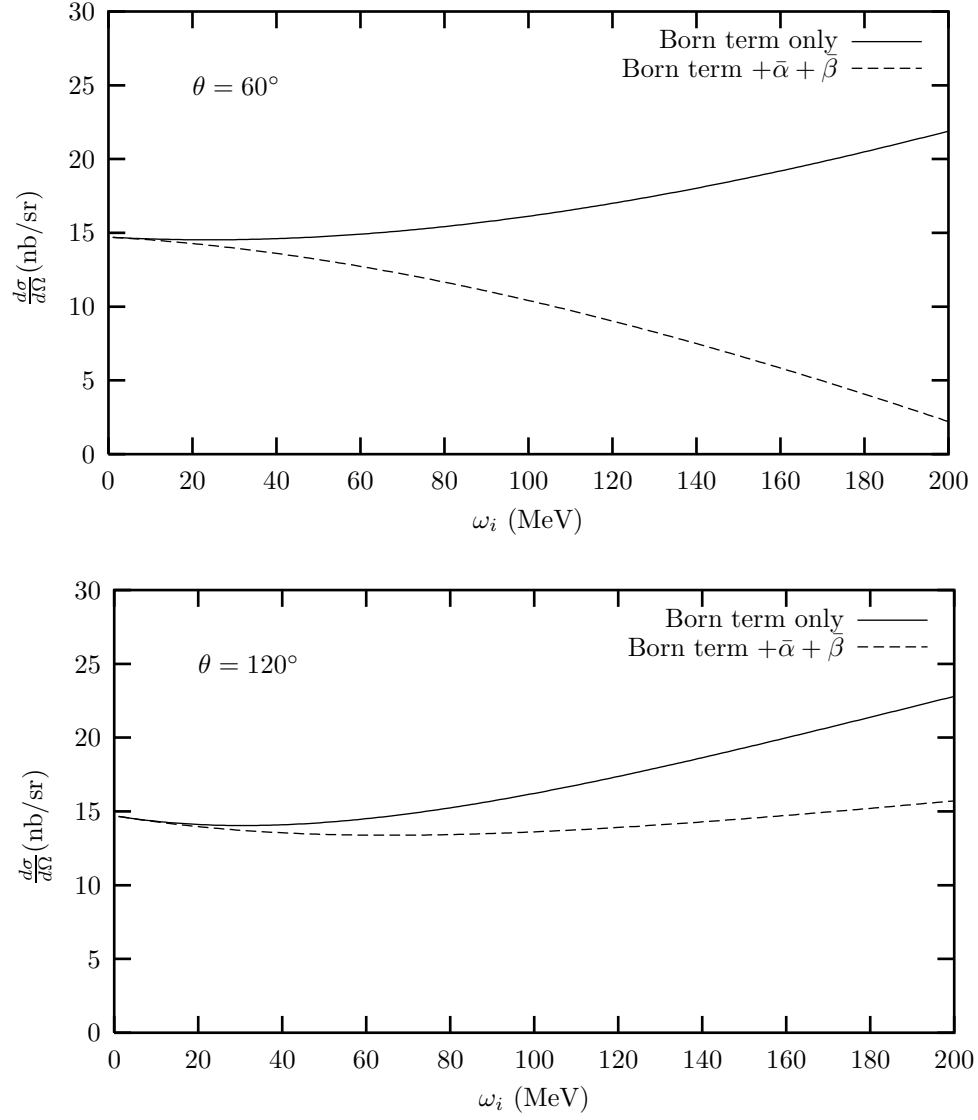 30
25
20
15
10
5
0
dσ/dΩ (nb/sr)
θ = 60°
Born term only
Born term +ᾱ + β̄
0 20 40 60 80 100 120 140 160 180 200
ω_i (MeV)
30
25
20
15
10
5
0
dσ/dΩ (nb/sr)
θ = 120°
Born term only
Born term +ᾱ + β̄
0 20 40 60 80 100 120 140 160 180 200
ω_i (MeV)